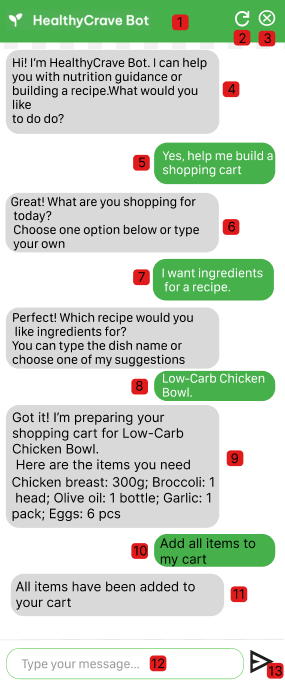 HealthyCrave Bot 1
2 3
Hi! I'm HealthyCrave Bot. I can help
you with nutrition guidance or
building a recipe.What would you
like
to do do?
4
5
Yes, help me build a
shopping cart
Great! What are you shopping for
today?
Choose one option below or type
your own
6
7
I want ingredients
for a recipe.
Perfect! Which recipe would you
like ingredients for?
You can type the dish name or
choose one of my suggestions
8
Low-Carb Chicken
Bowl.
Got it! I'm preparing your
shopping cart for Low-Carb
Chicken Bowl.
Here are the items you need
Chicken breast: 300g; Broccoli: 1
head; Olive oil: 1 bottle; Garlic: 1
pack; Eggs: 6 pcs
9
10
Add all items to
my cart
All items have been added to
your cart
11
Type your message... 12
13